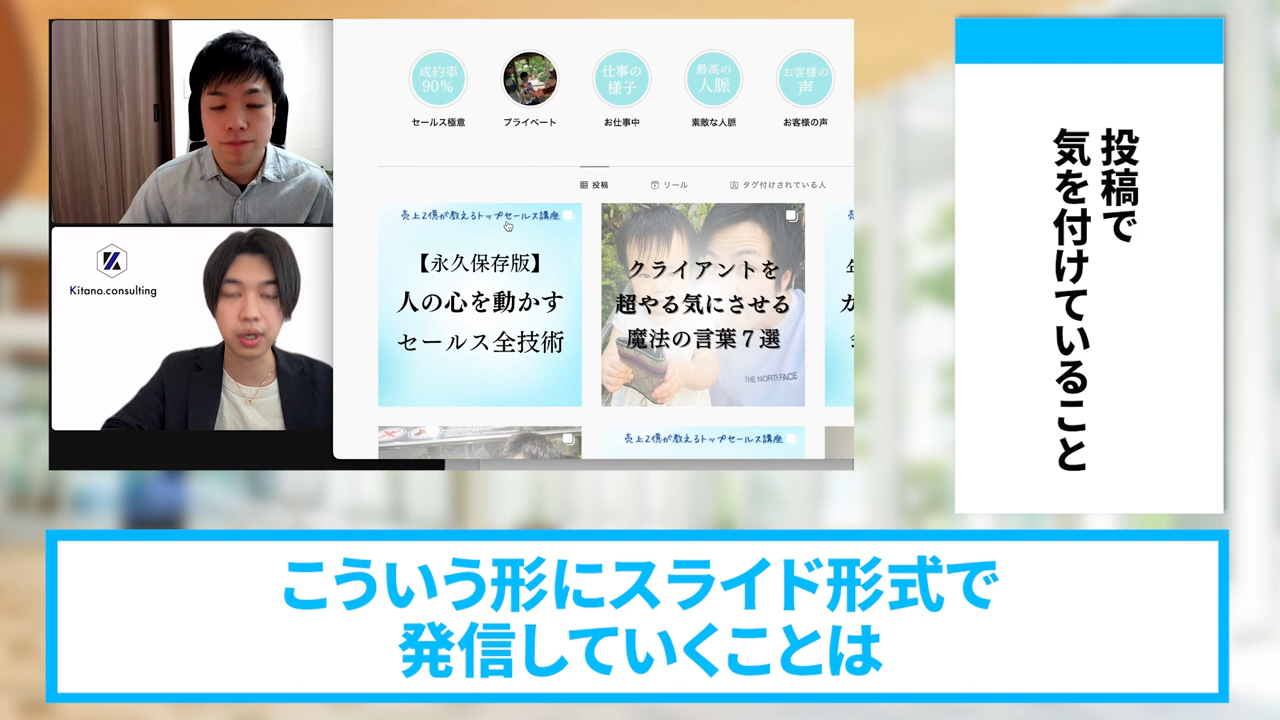 成約率
90%
セールス極意
プライベート
仕事の
様子
お仕事中
最高の
人脈
素敵な人脈
お客様の
声
お客様の声
投稿
リール
タグ付けされている人
売上2億が教えるトップセールス講座
【永久保存版】
人の心を動かす
セールス全技術
クライアントを
超やる気にさせる
魔法の言葉7選
THE NORTH FACE
売上2億が教えるトップセールス講座
Kitano.consulting
投稿で
気を付けていること
こういう形にスライド形式で
発信していくことは